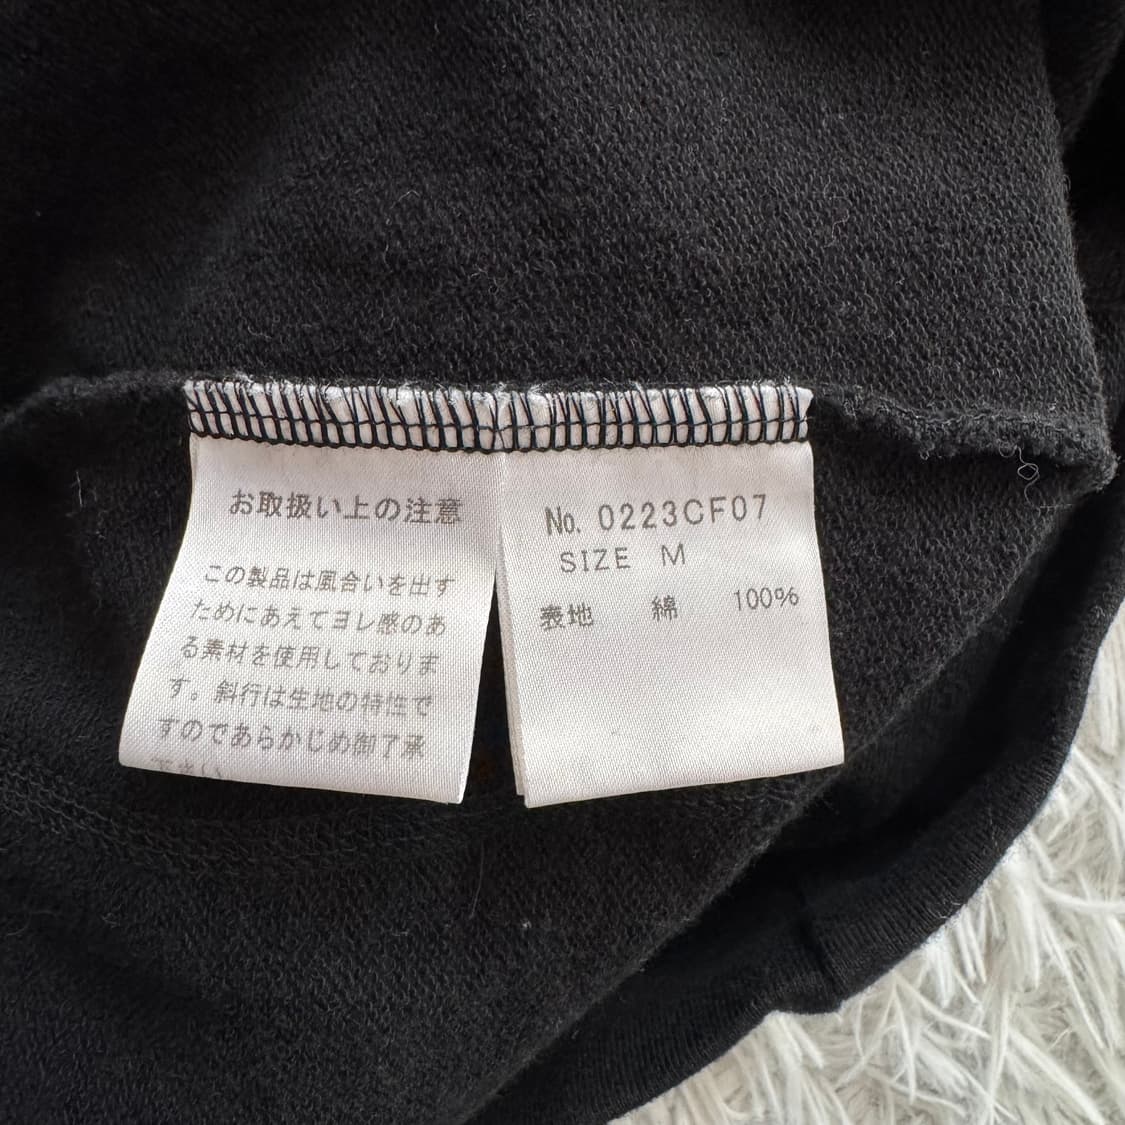 お取扱い上の注意
この製品は風合いを出す
ためにあえてヨレ感のあ
る素材を使用しておりま
す。斜行は生地の特性で
すのであらかじめ御了承
No. 0223CF07
SIZE M
表地 綿 100%